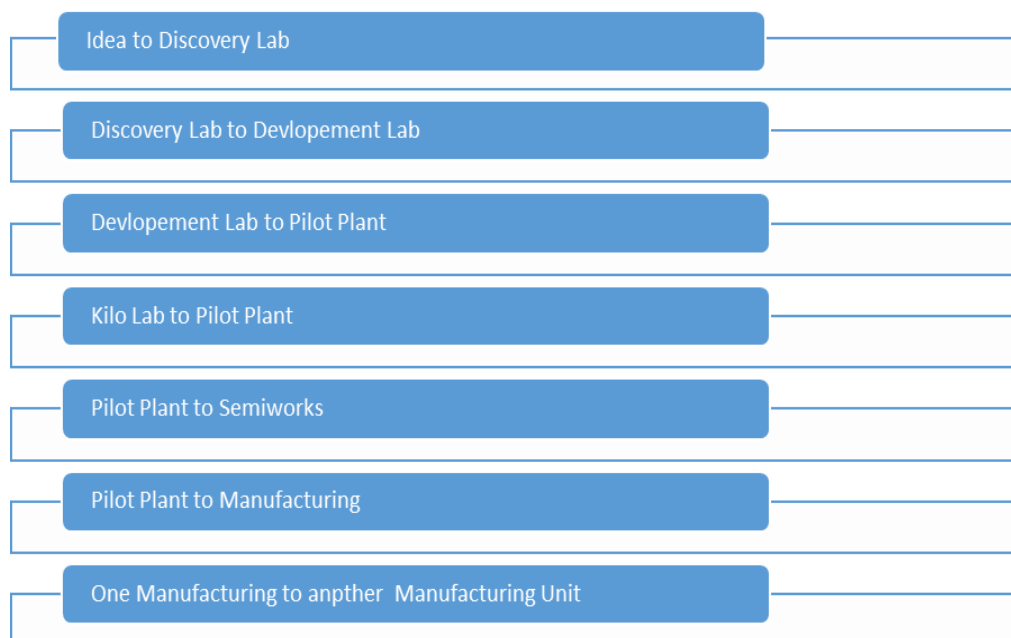 Idea to Discovery Lab
Discovery Lab to Devlopement Lab
Devlopement Lab to Pilot Plant
Kilo Lab to Pilot Plant
Pilot Plant to Semiworks
Pilot Plant to Manufacturing
One Manufacturing to anpther  Manufacturing Unit